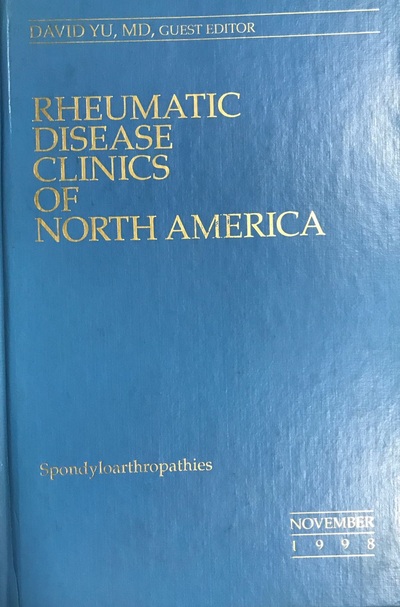 DAVID YU, MD, GUEST EDITOR
RHEUMATIC
DISEASE
CLINICS
OF
NORTH AMERICA
Spondyloarthropathies
NOVEMBER
1998